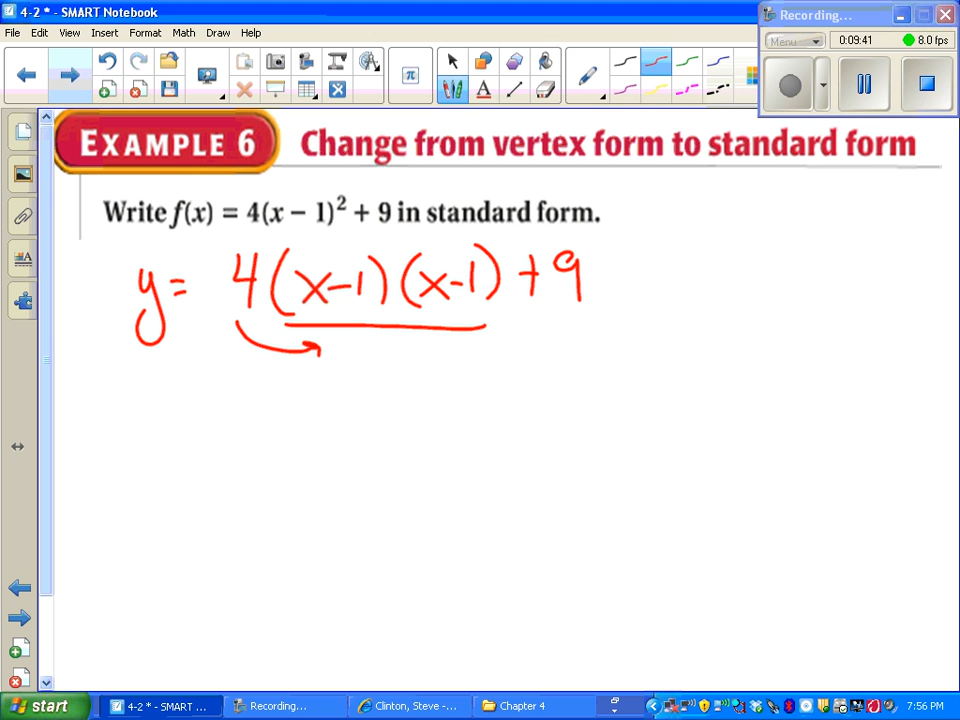 4-2 * - SMART Notebook
Recording...
File Edit View Insert Format Math Draw Help
Menu 0:09:41 8.0 fps
π
A
EXAMPLE 6 Change from vertex form to standard form
Write f(x) = 4(x − 1)² + 9 in standard form.
y = 4(x-1)(x-1) + 9
start 4-2 * - SMART No... Recording... Clinton, Steve -... Chapter 4 7:56 PM